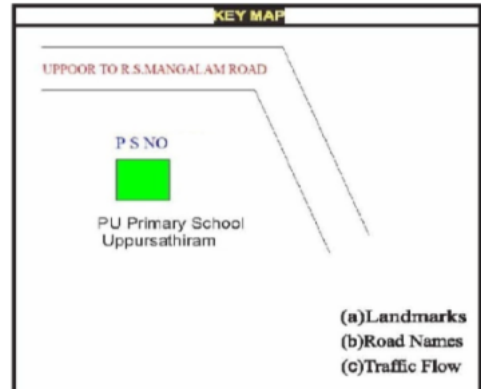 KEY MAP
UPPOOR TO R.S.MANGALAM ROAD
P S NO
PU Primary School
Uppursathiram
(a)Landmarks
(b)Road Names
(c)Traffic Flow